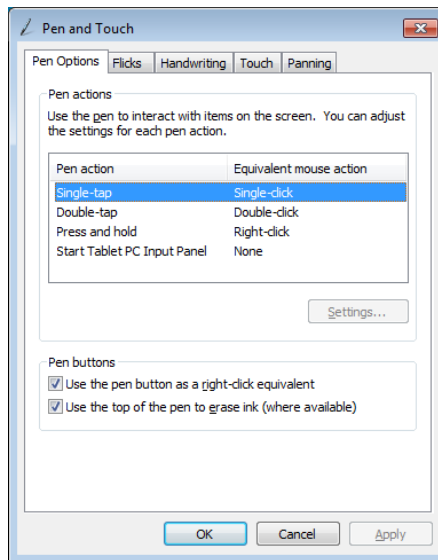 Pen and Touch
Pen Options Flicks Handwriting Touch Panning
Pen actions
Use the pen to interact with items on the screen. You can adjust
the settings for each pen action.
Pen action Equivalent mouse action
Single-tap Single-click
Double-tap Double-click
Press and hold Right-click
Start Tablet PC Input Panel None
Settings...
Pen buttons
Use the pen button as a right-click equivalent
Use the top of the pen to erase ink (where available)
OK Cancel Apply